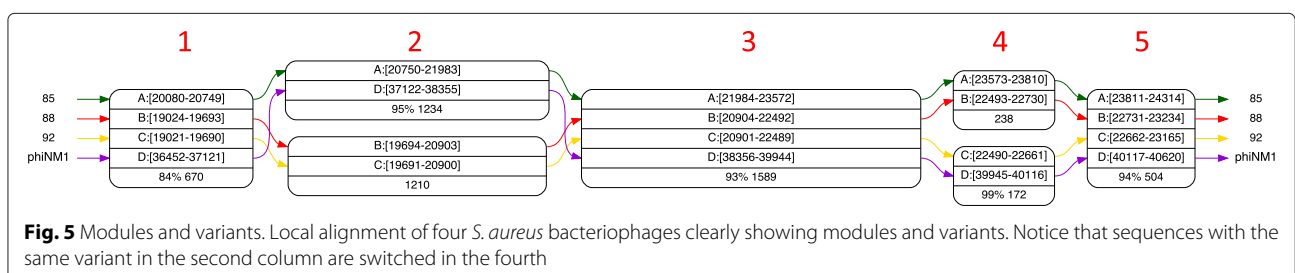 1
2
3
4
5
85
88
92
phiNM1
A:[20080-20749]
B:[19024-19693]
C:[19021-19690]
D:[36452-37121]
84% 670
A:[20750-21983]
D:[37122-38355]
95% 1234
B:[19694-20903]
C:[19691-20900]
1210
A:[21984-23572]
B:[20904-22492]
C:[20901-22489]
D:[38356-39944]
93% 1589
A:[23573-23810]
B:[22493-22730]
238
C:[22490-22661]
D:[39945-40116]
99% 172
A:[23811-24314]
B:[22731-23234]
C:[22662-23165]
D:[40117-40620]
94% 504
85
88
92
phiNM1
Fig. 5 Modules and variants. Local alignment of four S. aureus bacteriophages clearly showing modules and variants. Notice that sequences with the
same variant in the second column are switched in the fourth